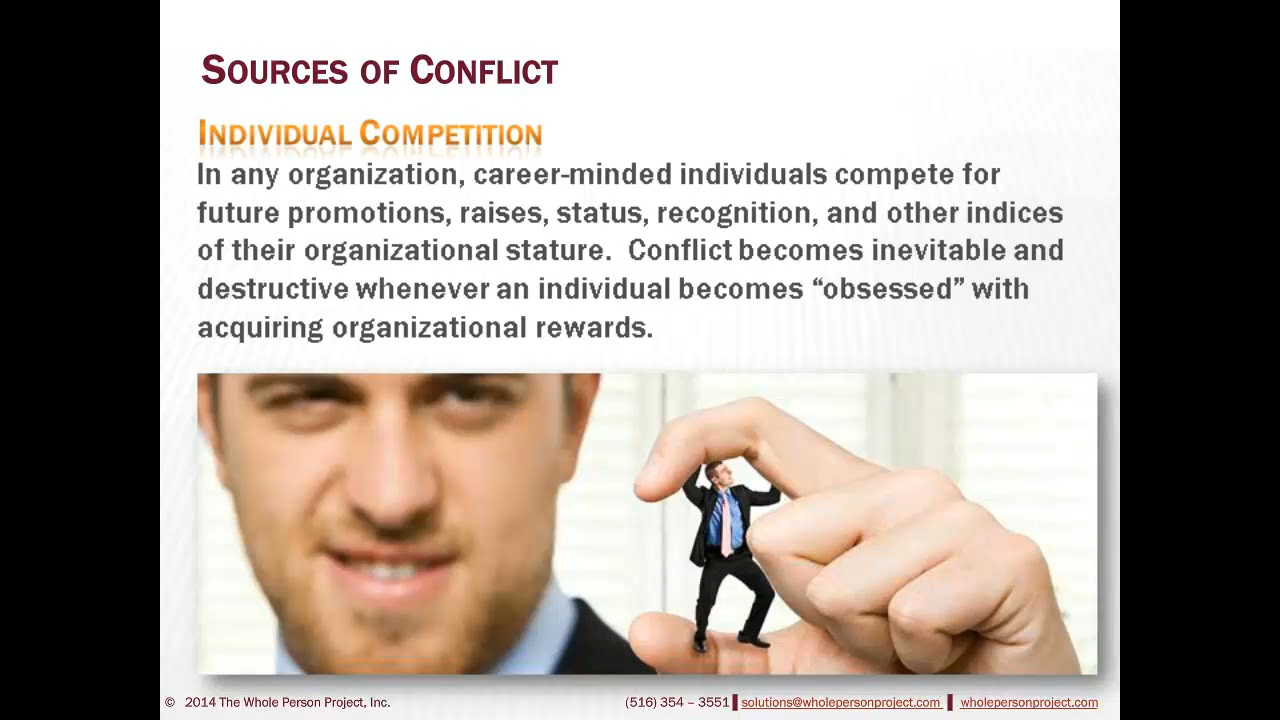 SOURCES OF CONFLICT
INDIVIDUAL COMPETITION
In any organization, career-minded individuals compete for
future promotions, raises, status, recognition, and other indices
of their organizational stature.  Conflict becomes inevitable and
destructive whenever an individual becomes “obsessed” with
acquiring organizational rewards.
© 2014 The Whole Person Project, Inc.
(516) 354 – 3551 | solutions@wholepersonproject.com | wholepersonproject.com